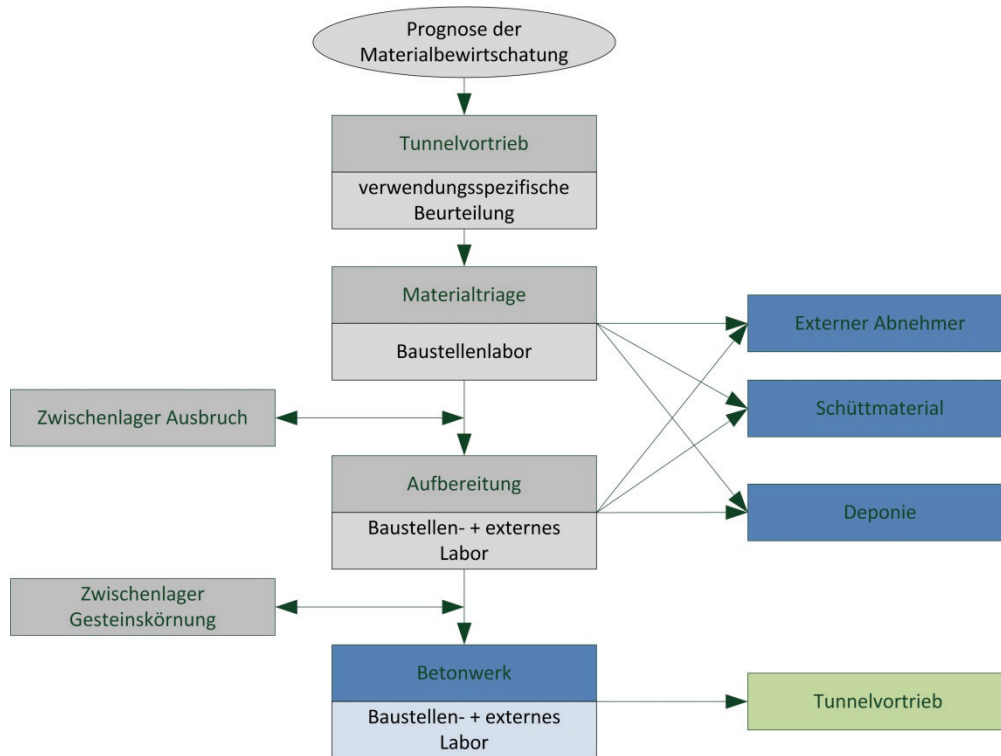 Prognose der
Materialbewirtschatung
Tunnelvortrieb
verwendungsspezifische
Beurteilung
Materialtriage
Baustellenlabor
Externer Abnehmer
Schüttmaterial
Zwischenlager Ausbruch
Aufbereitung
Baustellen- + externes
Labor
Deponie
Zwischenlager
Gesteinskörnung
Betonwerk
Baustellen- + externes
Labor
Tunnelvortrieb